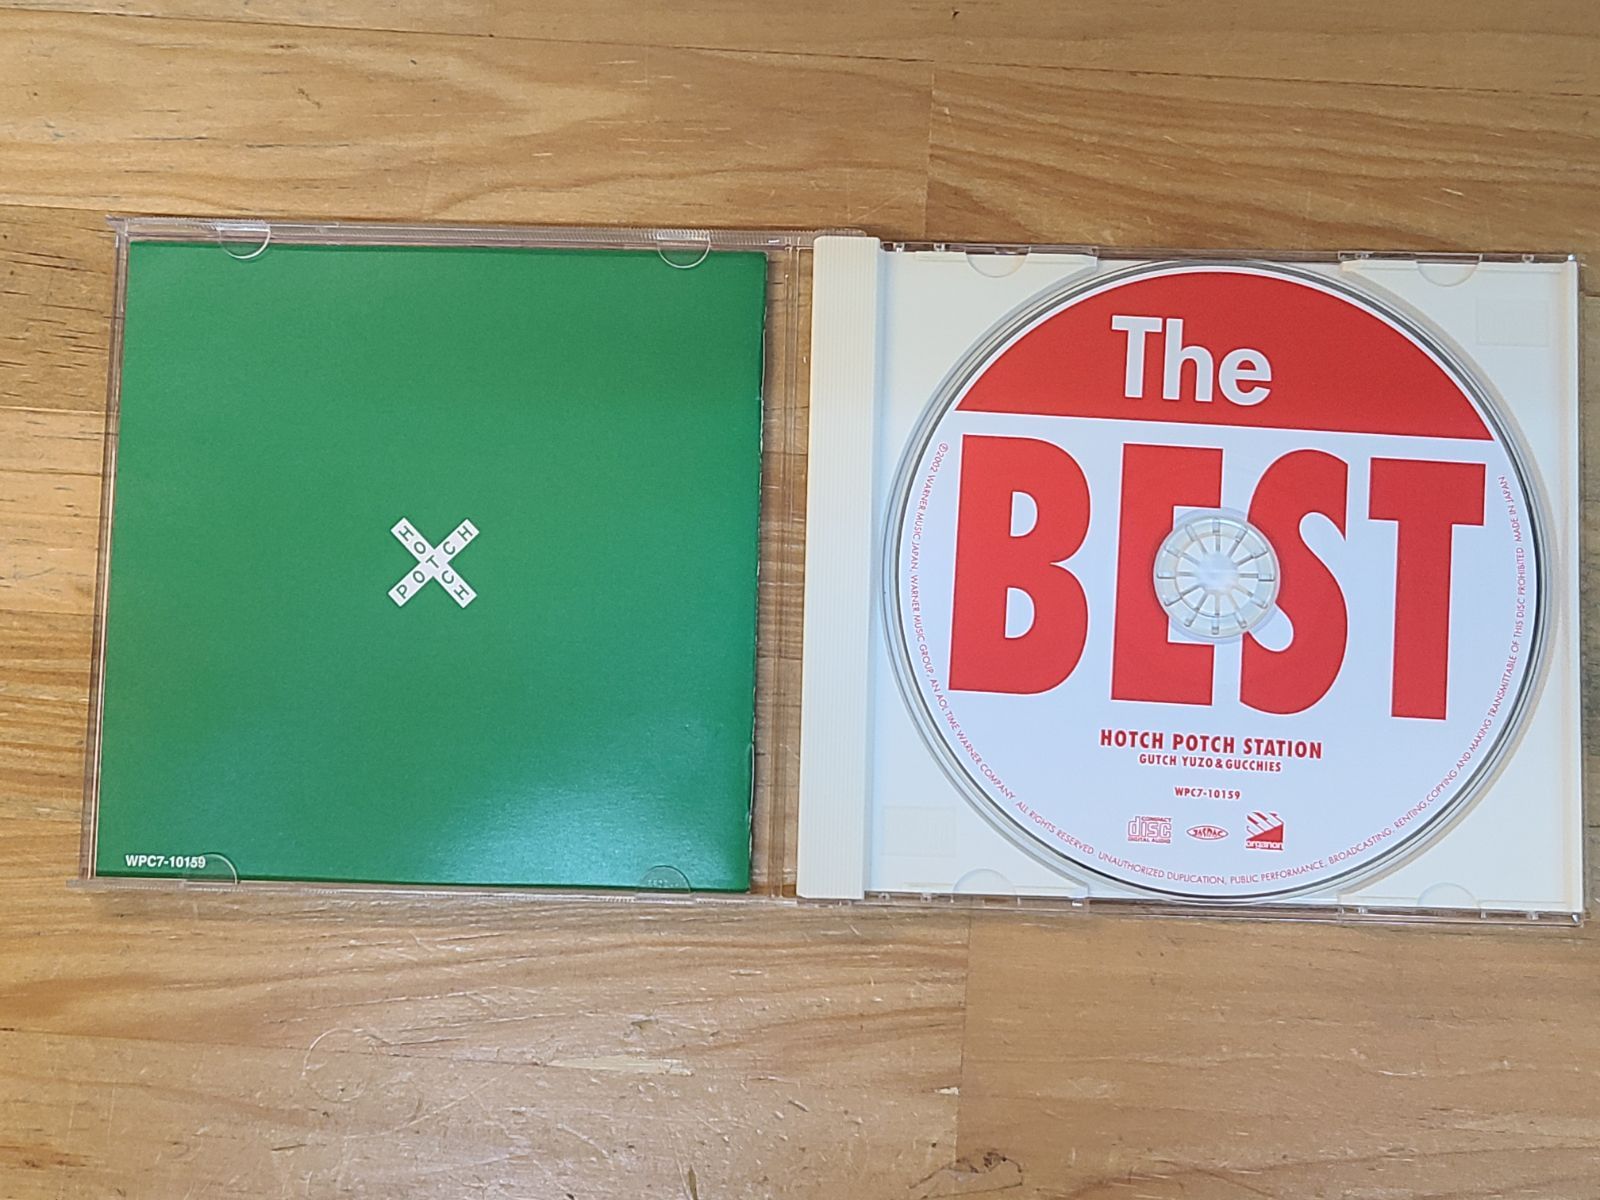 HOTCH
POTCH
WPC7-10159
The
BEST
HOTCH POTCH STATION
GUTCH YUZO & GUCCHIES
WPC7-10159
COMPACT
disc
DIGITAL AUDIO
JASRAC
℗2002 WARNER MUSIC JAPAN, WARNER MUSIC GROUP, AN AOL TIME WARNER COMPANY. ALL RIGHTS RESERVED. UNAUTHORIZED DUPLICATION, PUBLIC PERFORMANCE, BROADCASTING, RENTING, COPYING AND MAKING TRANSMITTABLE OF THIS DISC PROHIBITED. MADE IN JAPAN